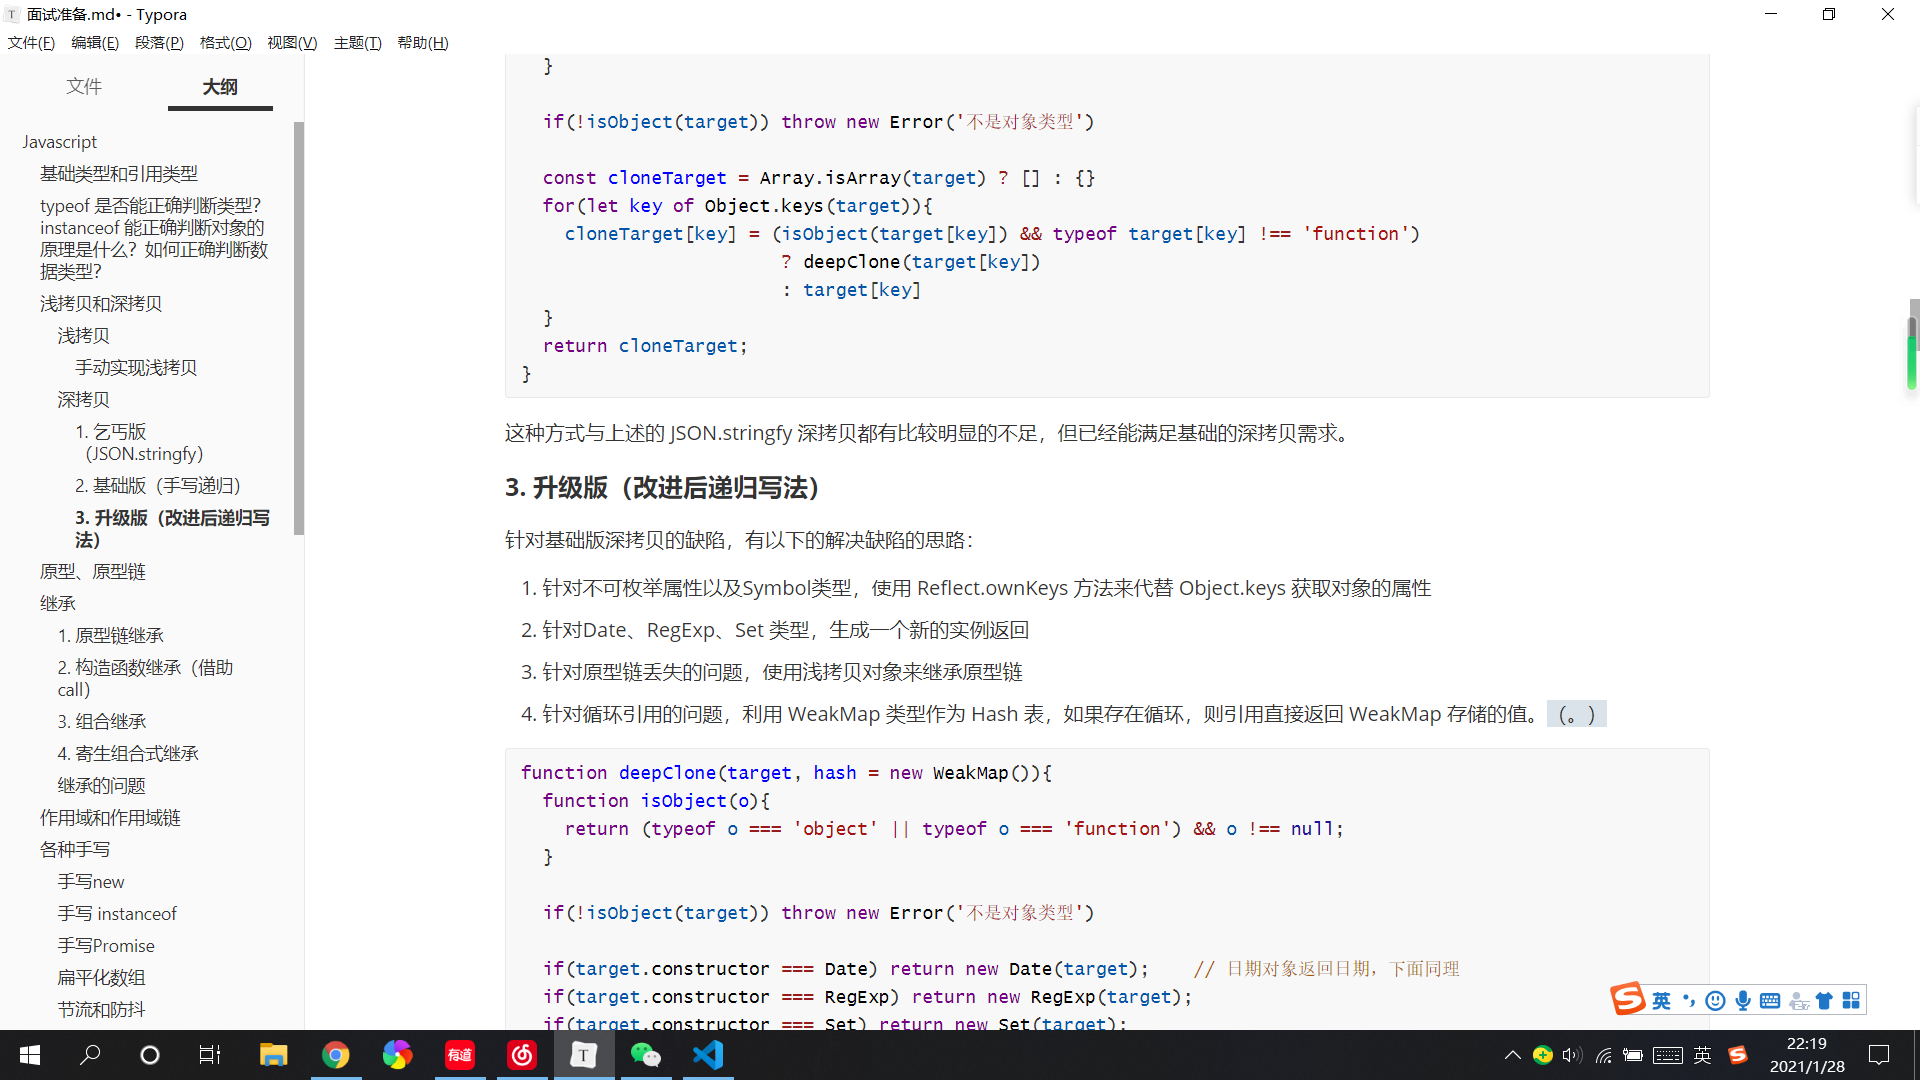 面试准备.md• - Typora
文件(F) 编辑(E) 段落(P) 格式(O) 视图(V) 主题(T) 帮助(H)
文件 大纲
Javascript
基础类型和引用类型
typeof 是否能正确判断类型？
instanceof 能正确判断对象的
原理是什么？如何正确判断数
据类型？
浅拷贝和深拷贝
浅拷贝
手动实现浅拷贝
深拷贝
1. 乞丐版
（JSON.stringfy）
2. 基础版（手写递归）
3. 升级版（改进后递归写
法）
原型、原型链
继承
1. 原型链继承
2. 构造函数继承（借助
call）
3. 组合继承
4. 寄生组合式继承
继承的问题
作用域和作用域链
各种手写
手写new
手写 instanceof
手写Promise
扁平化数组
节流和防抖
}
if(!isObject(target)) throw new Error('不是对象类型')
const cloneTarget = Array.isArray(target) ? [] : {}
for(let key of Object.keys(target)){
cloneTarget[key] = (isObject(target[key]) && typeof target[key] !== 'function')
? deepClone(target[key])
: target[key]
}
return cloneTarget;
}
这种方式与上述的 JSON.stringfy 深拷贝都有比较明显的不足，但已经能满足基础的深拷贝需求。
3. 升级版（改进后递归写法）
针对基础版深拷贝的缺陷，有以下的解决缺陷的思路：
1. 针对不可枚举属性以及Symbol类型，使用 Reflect.ownKeys 方法来代替 Object.keys 获取对象的属性
2. 针对Date、RegExp、Set 类型，生成一个新的实例返回
3. 针对原型链丢失的问题，使用浅拷贝对象来继承原型链
4. 针对循环引用的问题，利用 WeakMap 类型作为 Hash 表，如果存在循环，则引用直接返回 WeakMap 存储的值。（。）
function deepClone(target, hash = new WeakMap()){
function isObject(o){
return (typeof o === 'object' || typeof o === 'function') && o !== null;
}
if(!isObject(target)) throw new Error('不是对象类型')
if(target.constructor === Date) return new Date(target); // 日期对象返回日期，下面同理
if(target.constructor === RegExp) return new RegExp(target);
if(target.constructor === Set) return new Set(target);
S 英
有道 T 英 S
22:19
2021/1/28